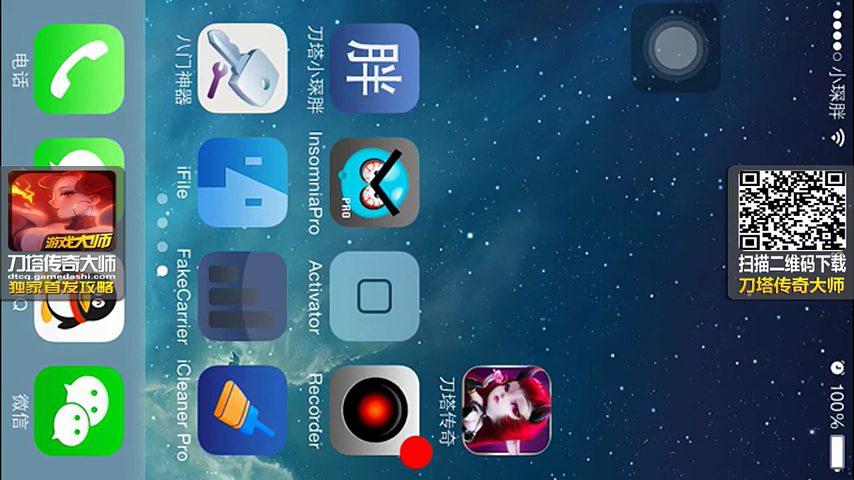 小琛胖
100%
刀塔小琛胖
InsomniaPro
Activator
Recorder
刀塔传奇
八门神器
iFile
FakeCarrier
iCleaner Pro
电话
QQ
微信
胖
PRO
游戏大师
刀塔传奇大师
dtcq.gamedashi.com
独家首发攻略
扫描二维码下载
刀塔传奇大师